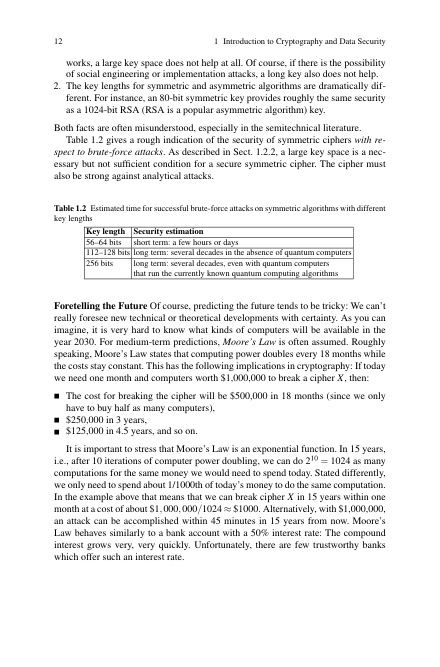 12 1 Introduction to Cryptography and Data Security
works, a large key space does not help at all. Of course, if there is the possibility
of social engineering or implementation attacks, a long key also does not help.
2. The key lengths for symmetric and asymmetric algorithms are dramatically dif-
ferent. For instance, an 80-bit symmetric key provides roughly the same security
as a 1024-bit RSA (RSA is a popular asymmetric algorithm) key.
Both facts are often misunderstood, especially in the semitechnical literature.
Table 1.2 gives a rough indication of the security of symmetric ciphers with re-
spect to brute-force attacks. As described in Sect. 1.2.2, a large key space is a nec-
essary but not sufficient condition for a secure symmetric cipher. The cipher must
also be strong against analytical attacks.
Table 1.2 Estimated time for successful brute-force attacks on symmetric algorithms with different
key lengths
Key length Security estimation
56–64 bits short term: a few hours or days
112–128 bits long term: several decades in the absence of quantum computers
256 bits long term: several decades, even with quantum computers
that run the currently known quantum computing algorithms
Foretelling the Future Of course, predicting the future tends to be tricky: We can't
really foresee new technical or theoretical developments with certainty. As you can
imagine, it is very hard to know what kinds of computers will be available in the
year 2030. For medium-term predictions, Moore's Law is often assumed. Roughly
speaking, Moore's Law states that computing power doubles every 18 months while
the costs stay constant. This has the following implications in cryptography: If today
we need one month and computers worth $1,000,000 to break a cipher X, then:
■ The cost for breaking the cipher will be $500,000 in 18 months (since we only
have to buy half as many computers),
■ $250,000 in 3 years,
■ $125,000 in 4.5 years, and so on.
It is important to stress that Moore's Law is an exponential function. In 15 years,
i.e., after 10 iterations of computer power doubling, we can do 2^10 = 1024 as many
computations for the same money we would need to spend today. Stated differently,
we only need to spend about 1/1000th of today's money to do the same computation.
In the example above that means that we can break cipher X in 15 years within one
month at a cost of about $1,000,000/1024 ≈ $1000. Alternatively, with $1,000,000,
an attack can be accomplished within 45 minutes in 15 years from now. Moore's
Law behaves similarly to a bank account with a 50% interest rate: The compound
interest grows very, very quickly. Unfortunately, there are few trustworthy banks
which offer such an interest rate.